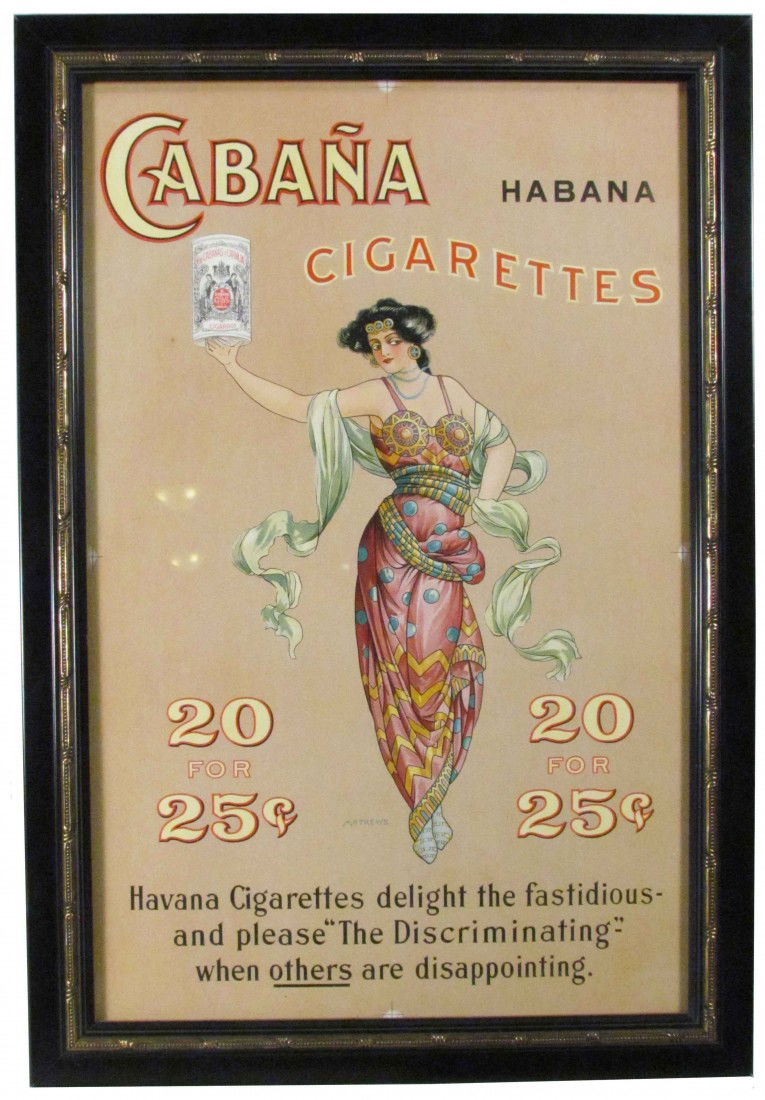 CABAÑA
HABANA
CIGARETTES
CIGARROS
20
FOR
25¢
20
FOR
25¢
MATHEWS
Havana Cigarettes delight the fastidious-
and please "The Discriminating"-
when others are disappointing.